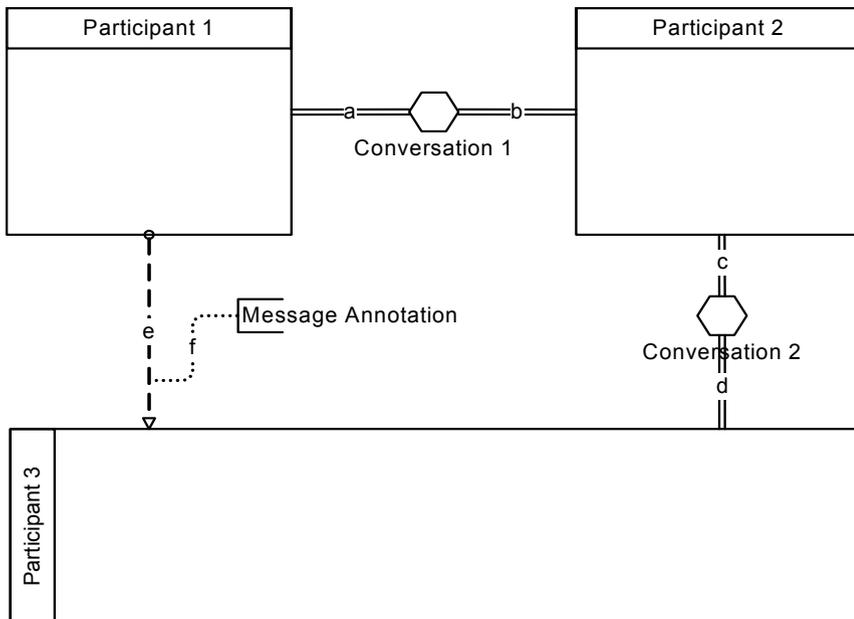 Participant 1
Participant 2
a
b
Conversation 1
c
Message Annotation
e
f
Conversation 2
d
Participant 3